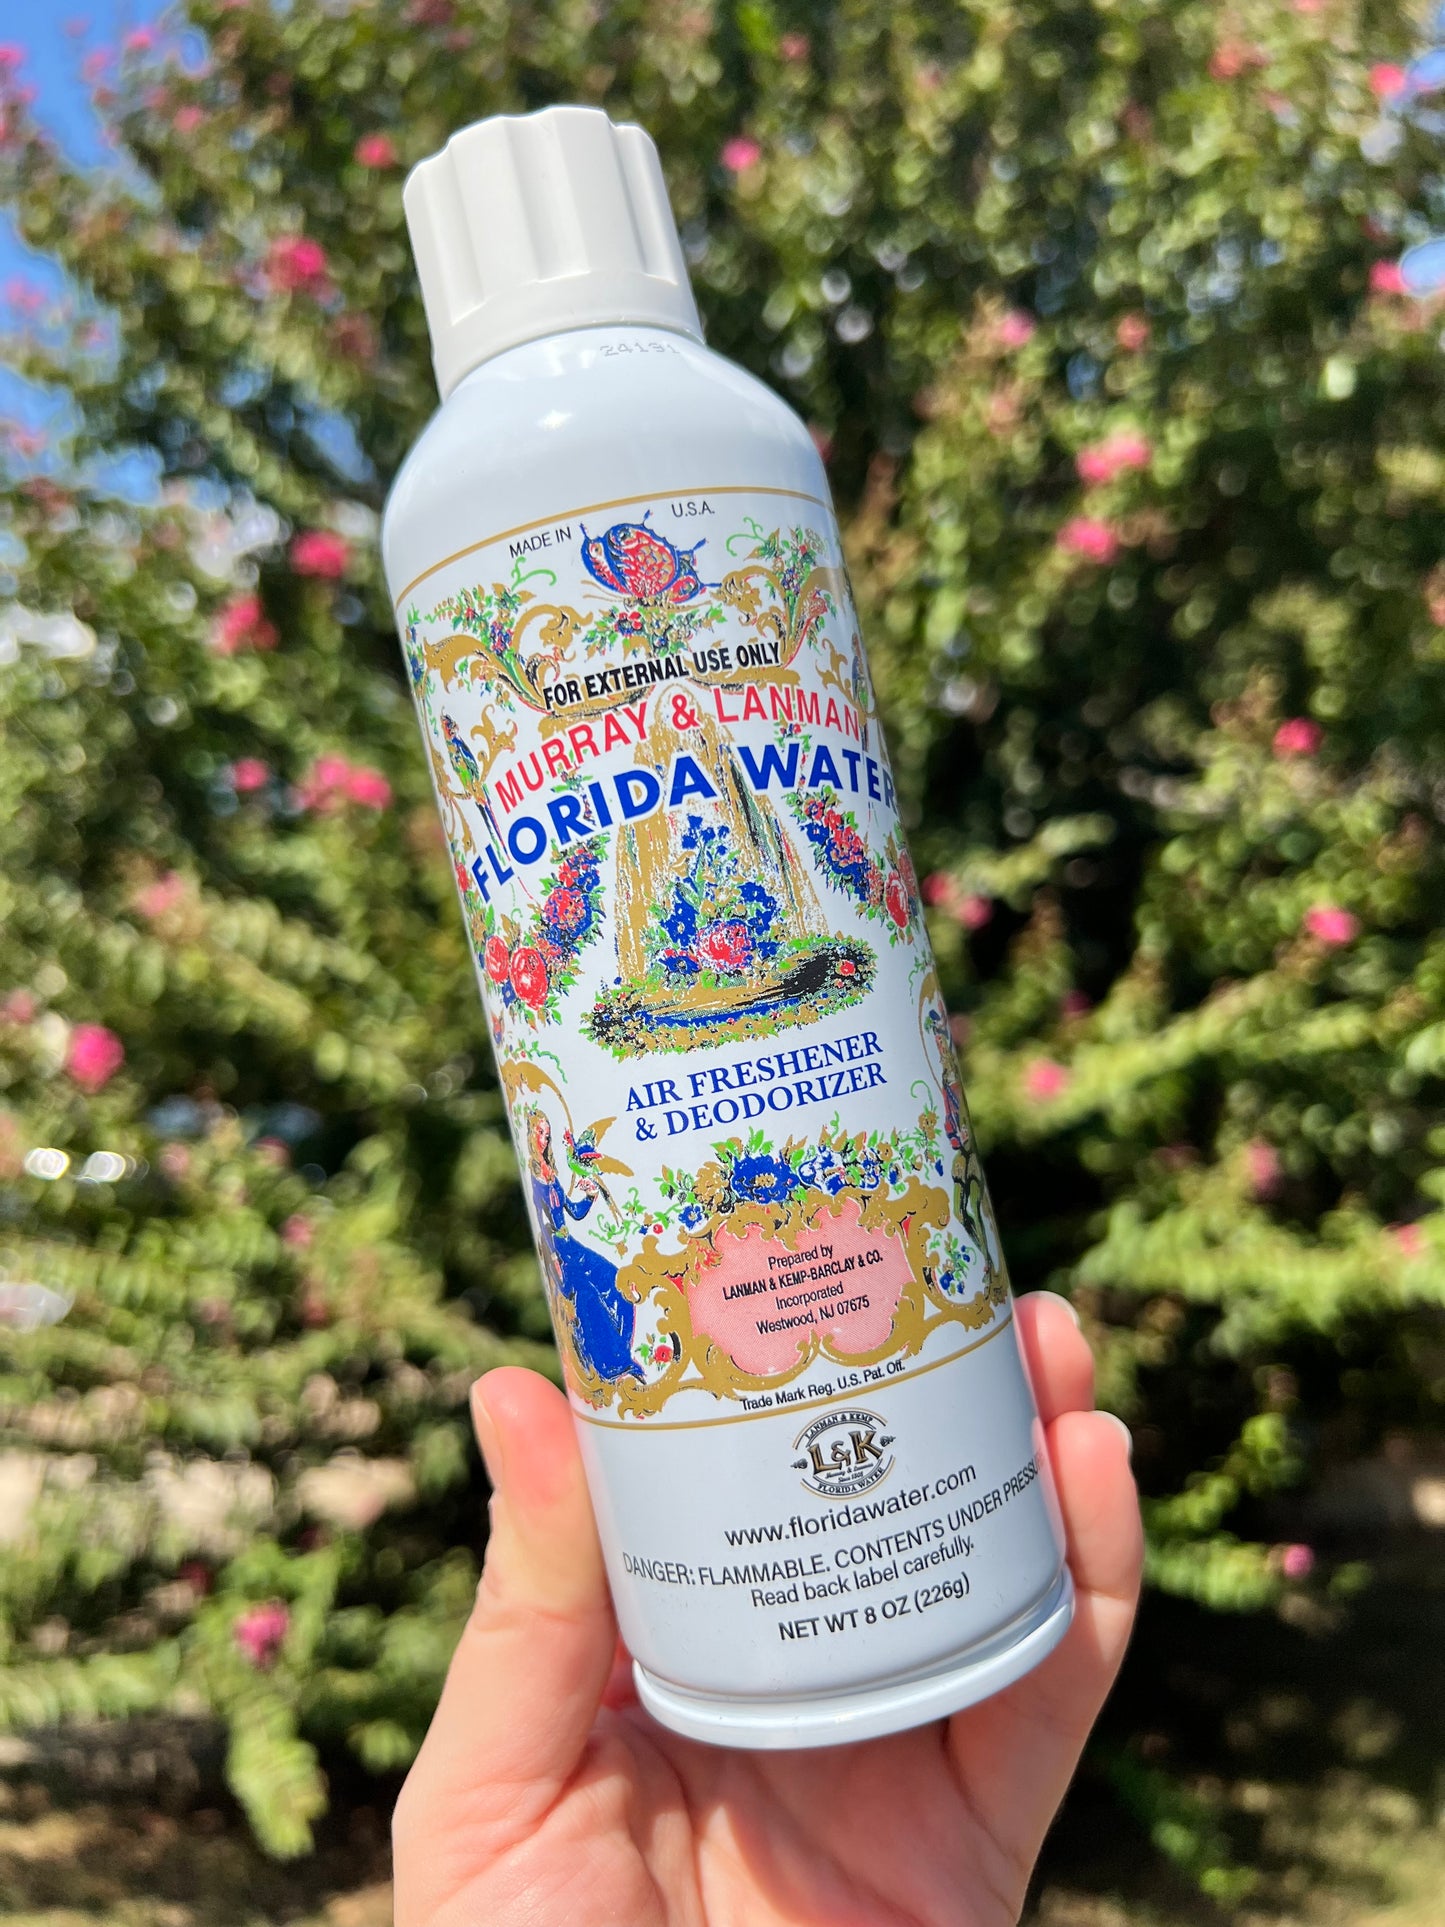 24191
MADE IN U.S.A.
FOR EXTERNAL USE ONLY
MURRAY & LANMAN
FLORIDA WATER
AIR FRESHENER
& DEODORIZER
Prepared by
LANMAN & KEMP-BARCLAY & CO.
Incorporated
Westwood, NJ 07675
Trade Mark Reg. U.S. Pat. Off.
LANMAN & KEMP
L&K
FLORIDA WATER
www.floridawater.com
DANGER: FLAMMABLE. CONTENTS UNDER PRESSU
Read back label carefully.
NET WT 8 OZ (226g)